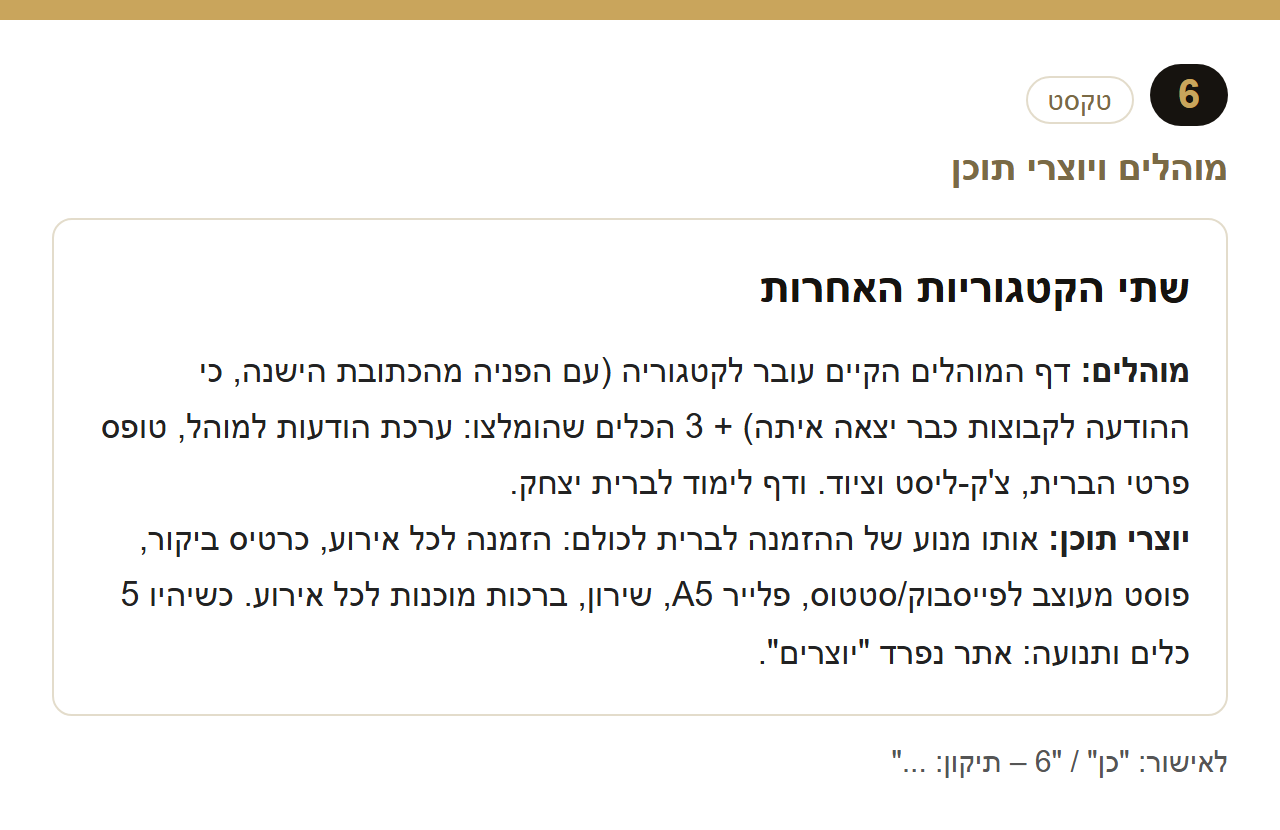 6
טקסט
מוהלים ויוצרי תוכן
שתי הקטגוריות האחרות
מוהלים: דף המוהלים הקיים עובר לקטגוריה (עם הפניה מהכתובת הישנה, כי
ההודעה לקבוצות כבר יצאה איתה) + 3 הכלים שהומלצו: ערכת הודעות למוהל, טופס
פרטי הברית, צ'ק-ליסט וציוד. ודף לימוד לברית יצחק.
יוצרי תוכן: אותו מנוע של ההזמנה לברית לכולם: הזמנה לכל אירוע, כרטיס ביקור,
פוסט מעוצב לפייסבוק/סטטוס, פלייר A5, שירון, ברכות מוכנות לכל אירוע. כשיהיו 5
כלים ותנועה: אתר נפרד "יוצרים".
לאישור: "כן" / "6 – תיקון: ..."